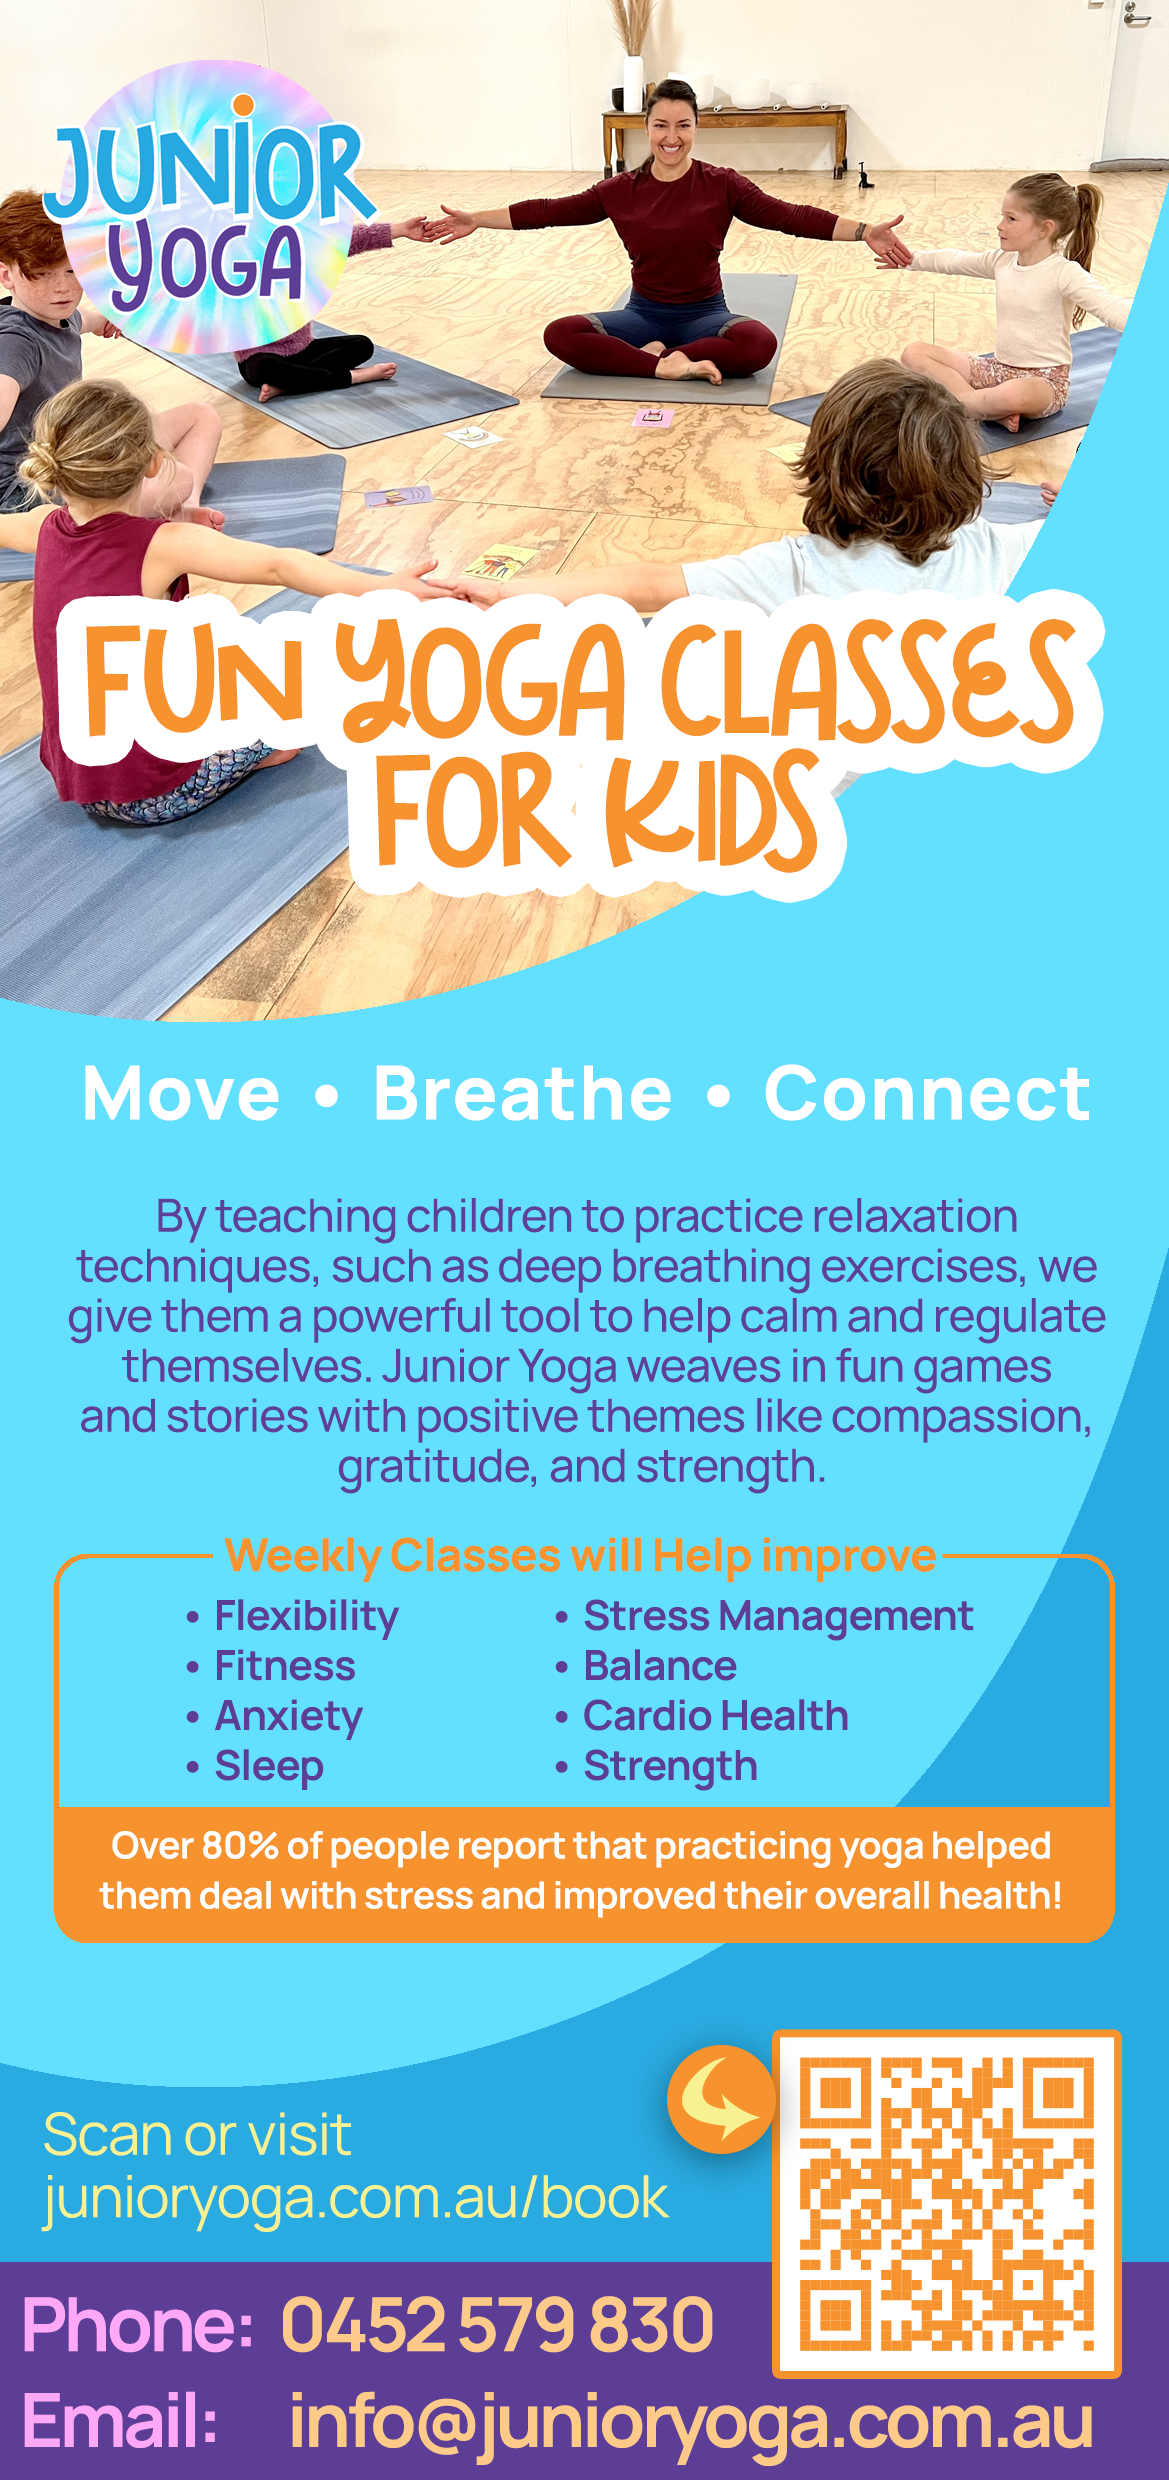 JUNIOR
YOGA
FUN YOGA CLASSES
FOR KIDS
Move • Breathe • Connect
By teaching children to practice relaxation
techniques, such as deep breathing exercises, we
give them a powerful tool to help calm and regulate
themselves. Junior Yoga weaves in fun games
and stories with positive themes like compassion,
gratitude, and strength.
Weekly Classes will Help improve
• Flexibility
• Fitness
• Anxiety
• Sleep
• Stress Management
• Balance
• Cardio Health
• Strength
Over 80% of people report that practicing yoga helped
them deal with stress and improved their overall health!
Scan or visit
junioryoga.com.au/book
Phone: 0452 579 830
Email: info@junioryoga.com.au